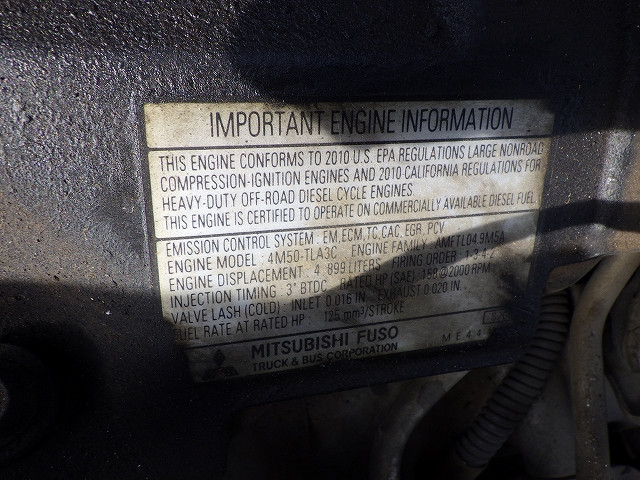 IMPORTANT ENGINE INFORMATION
THIS ENGINE CONFORMS TO 2010 U.S. EPA REGULATIONS LARGE NONROAD
COMPRESSION-IGNITION ENGINES AND 2010 CALIFORNIA REGULATIONS FOR
HEAVY-DUTY OFF-ROAD DIESEL CYCLE ENGINES
THIS ENGINE IS CERTIFIED TO OPERATE ON COMMERCIALLY AVAILABLE DIESEL FUEL.
EMISSION CONTROL SYSTEM : EM,ECM,TC,CAC, EGR, PCV
ENGINE MODEL : 4M50-TLA3C ENGINE FAMILY : AMFTL04.9M5A
ENGINE DISPLACEMENT : 4.899 LITERS FIRING ORDER : 1-3-4-2
INJECTION TIMING : 3° BTDC RATED HP (SAE) : 158@2000 RPM
VALVE LASH (COLD) : INLET 0.016 IN. EXHAUST 0.020 IN.
FUEL RATE AT RATED HP : 125 mm³/STROKE
MITSUBISHI FUSO
TRUCK & BUS CORPORATION
ME44